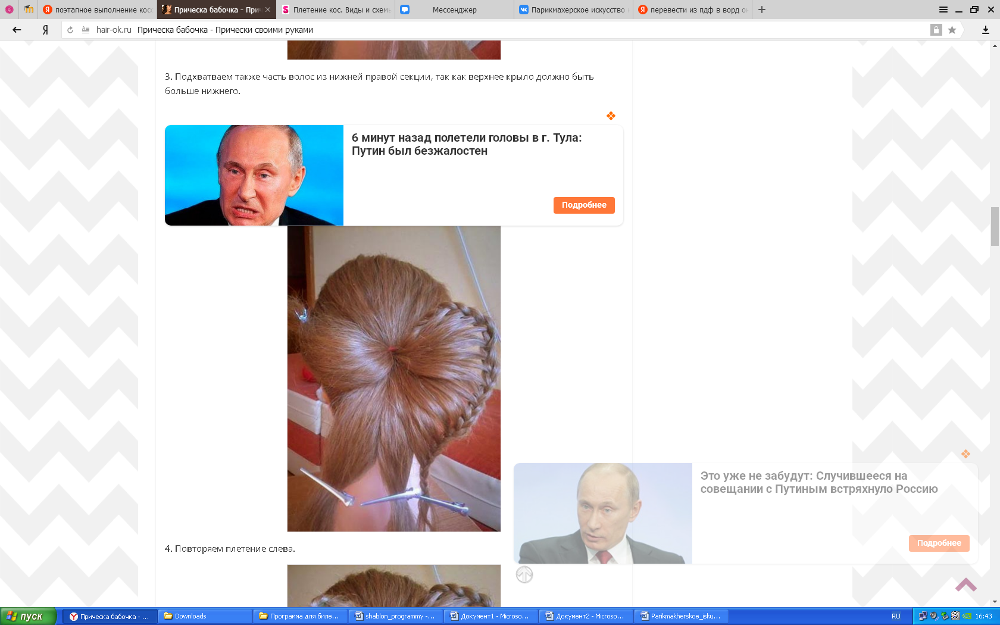 поэтапное выполнение кос
Прическа бабочка - При
Плетение кос. Виды и схем
Мессенджер
Парикмахерское искусство
перевести из пдф в ворд о
hair-ok.ru Прическа бабочка - Прически своими руками
3. Подхватваем также часть волос из нижней правой секции, так как верхнее крыло должно быть
больше нижнего.
6 минут назад полетели головы в г. Тула:
Путин был безжалостен
Подробнее
Это уже не забудут: Случившееся на
совещании с Путиным встряхнуло Россию
Подробнее
4. Повторяем плетение слева.
пуск
Прическа бабочка - ...
Downloads
Программа для биле...
shablon_programmy -...
Документ1 - Microso...
Документ2 - Microso...
Parikmakherskoe_isku...
RU
16:43